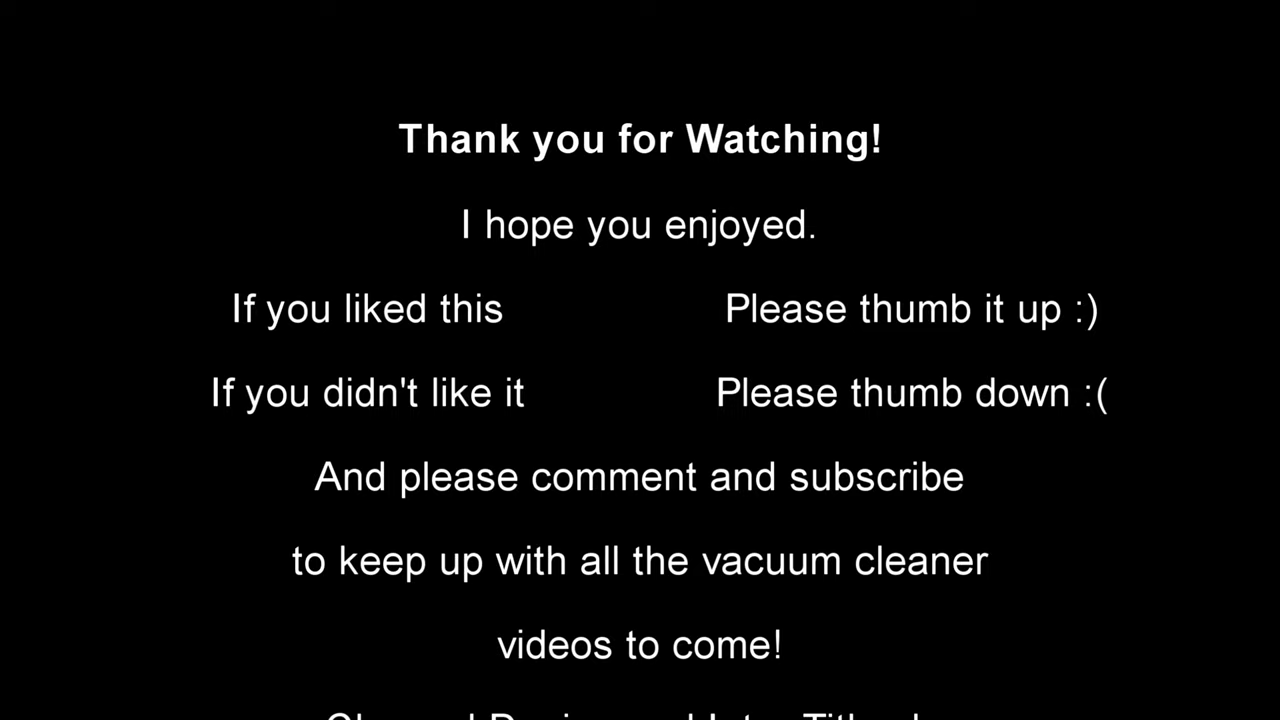 Thank you for Watching!
I hope you enjoyed.
If you liked this Please thumb it up :)
If you didn't like it Please thumb down :(
And please comment and subscribe
to keep up with all the vacuum cleaner
videos to come!